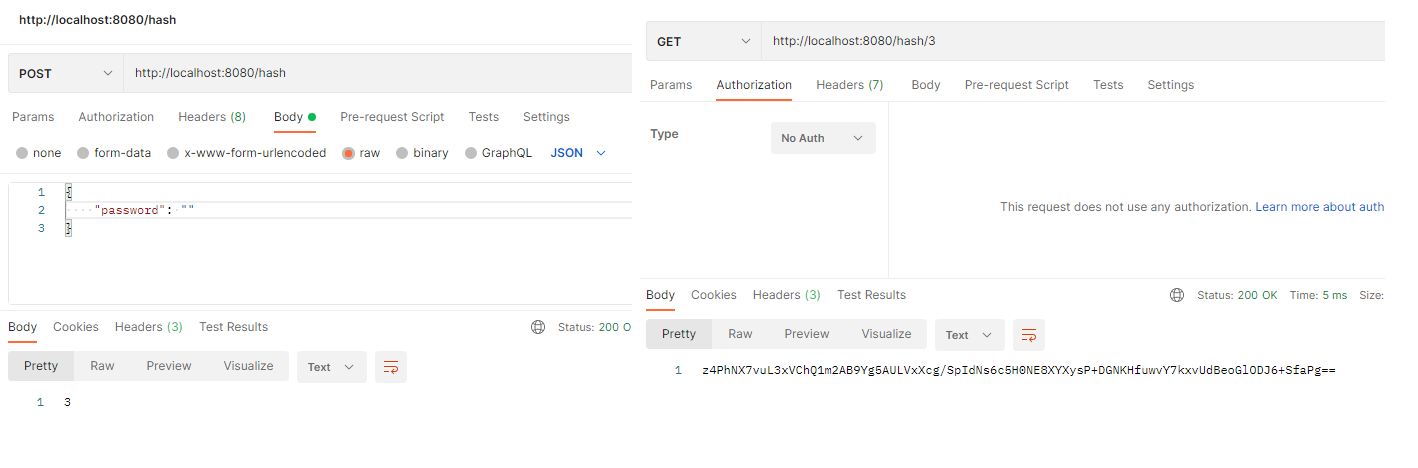 http://localhost:8080/hash
POST
http://localhost:8080/hash
Params Authorization Headers (8) Body Pre-request Script Tests Settings
none form-data x-www-form-urlencoded raw binary GraphQL JSON
1 {
2 "password": ""
3 }
Body Cookies Headers (3) Test Results Status: 200 O
Pretty Raw Preview Visualize Text
1 3
GET
http://localhost:8080/hash/3
Params Authorization Headers (7) Body Pre-request Script Tests Settings
Type No Auth
This request does not use any authorization. Learn more about auth
Body Cookies Headers (3) Test Results Status: 200 OK Time: 5 ms Size:
Pretty Raw Preview Visualize Text
1 z4PhNX7vuL3xVChQ1m2AB9Yg5AULVxXcg/SpIdNs6c5H0NE8XYXysP+DGNKHfuwvY7kxvUdBeoGlODJ6+SfaPg==